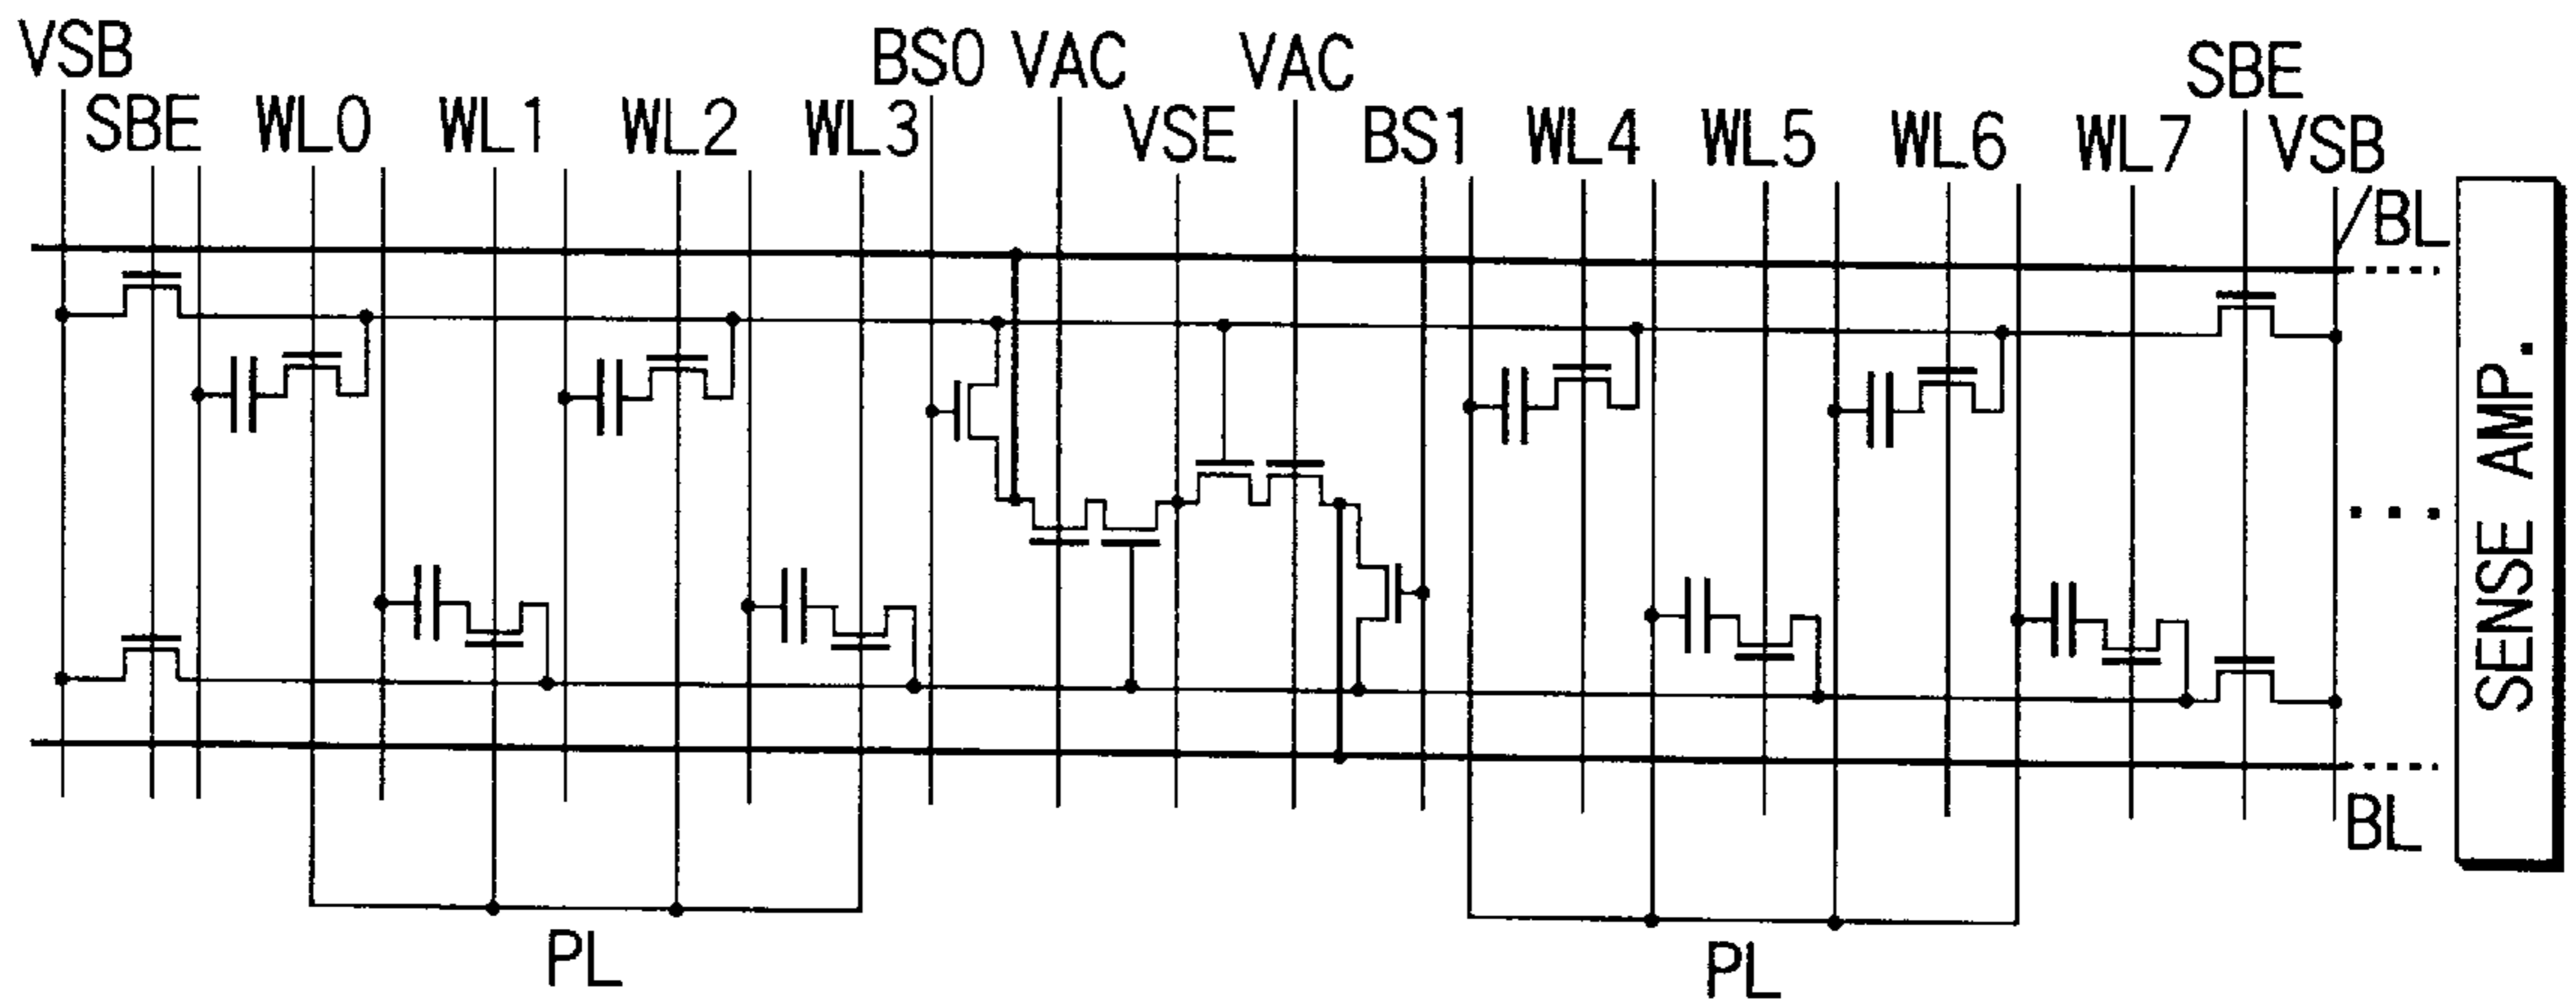 VSB
SBE
WL0
WL1
WL2
WL3
BS0
VAC
VSE
VAC
BS1
WL4
WL5
WL6
WL7
SBE
VSB
/BL
SENSE AMP.
BL
PL
PL